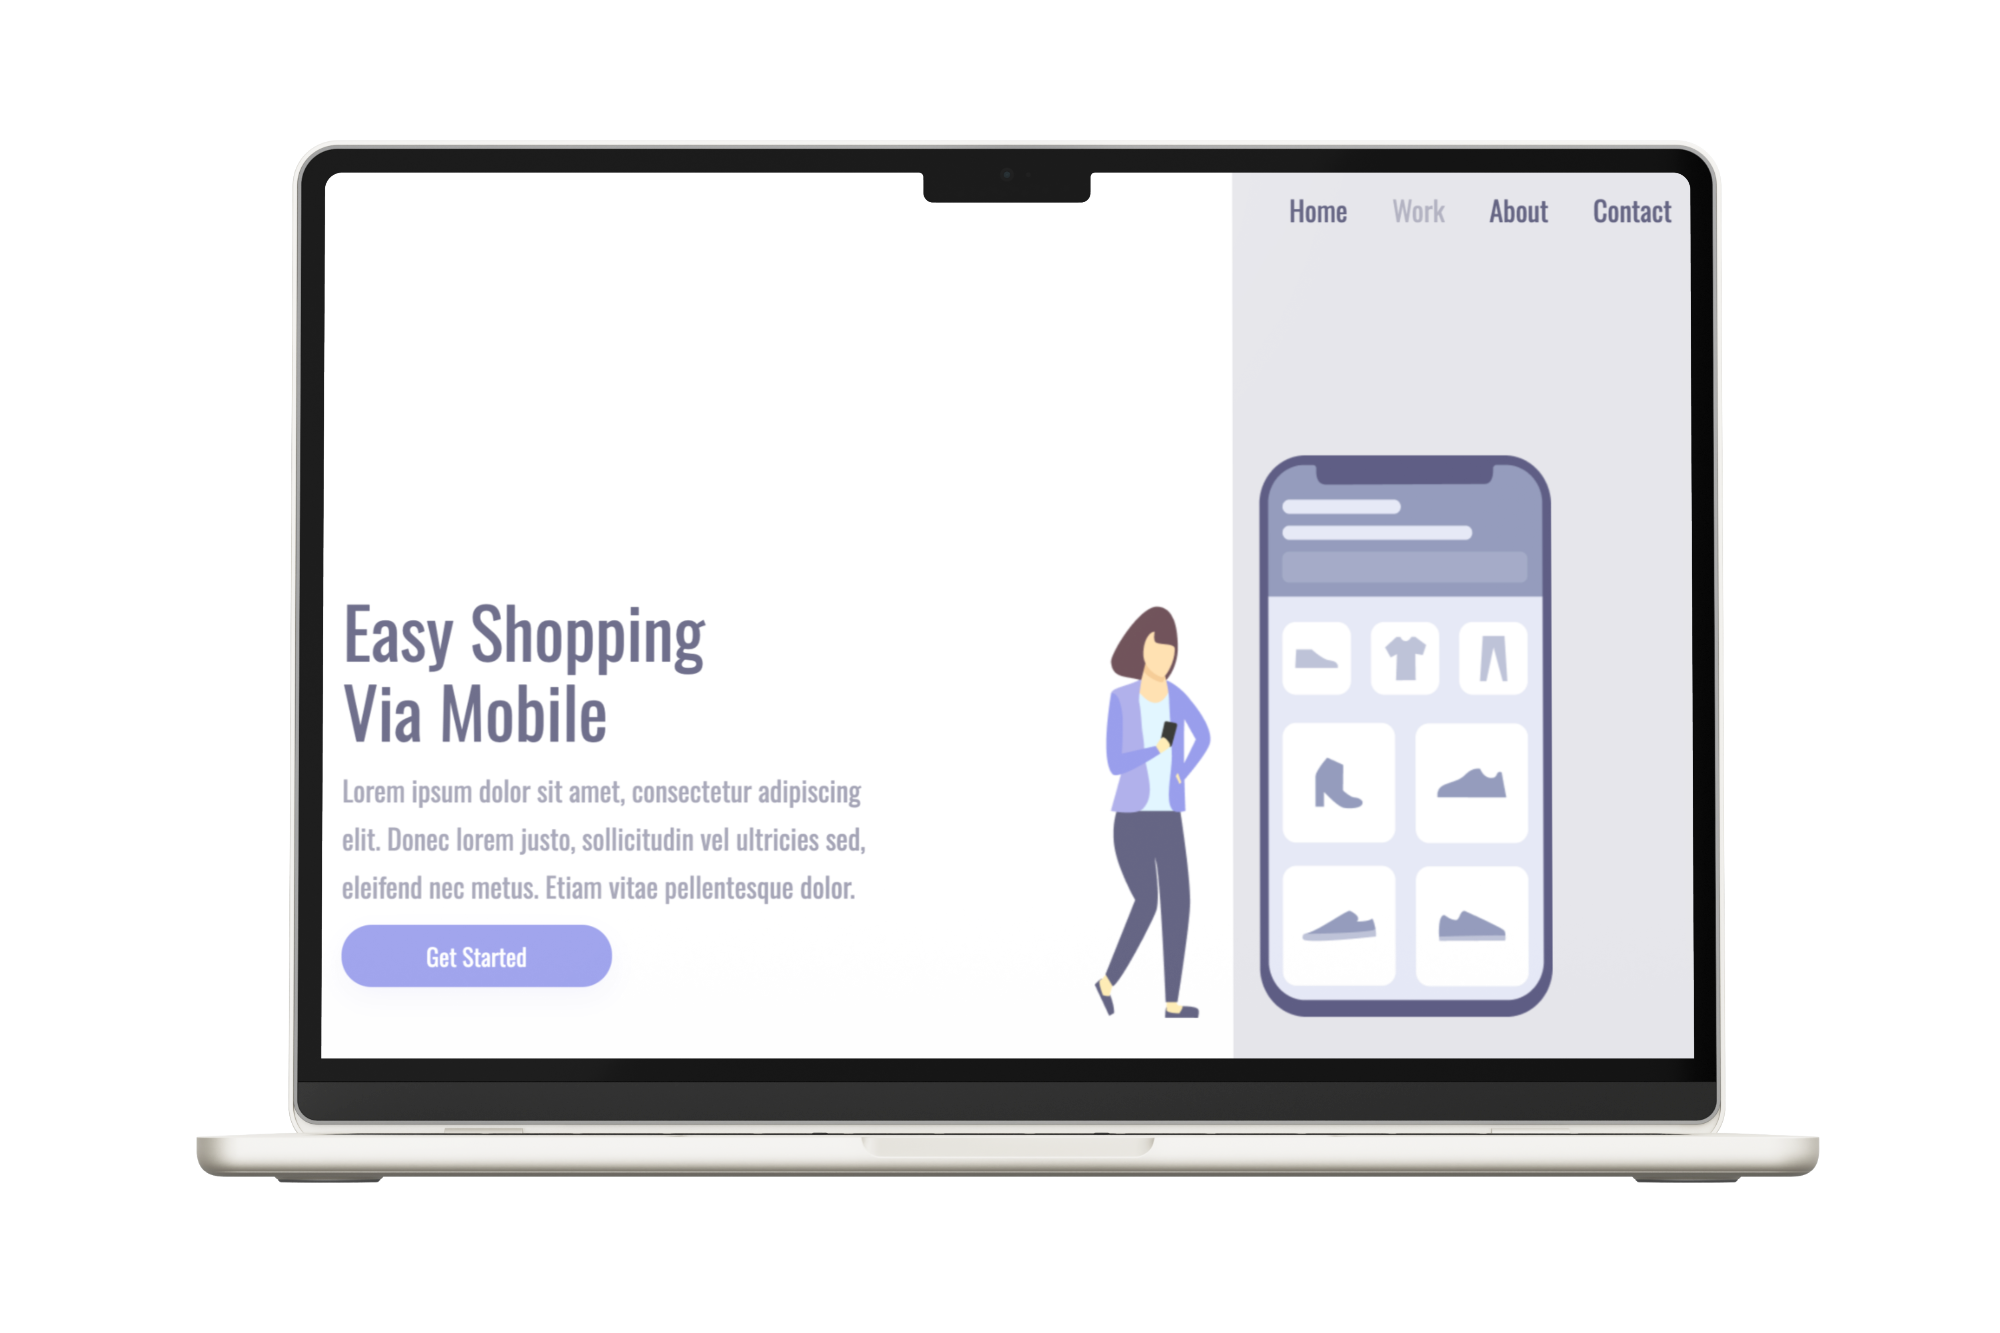 Home Work About Contact
Easy Shopping
Via Mobile
Lorem ipsum dolor sit amet, consectetur adipiscing
elit. Donec lorem justo, sollicitudin vel ultricies sed,
eleifend nec metus. Etiam vitae pellentesque dolor.
Get Started